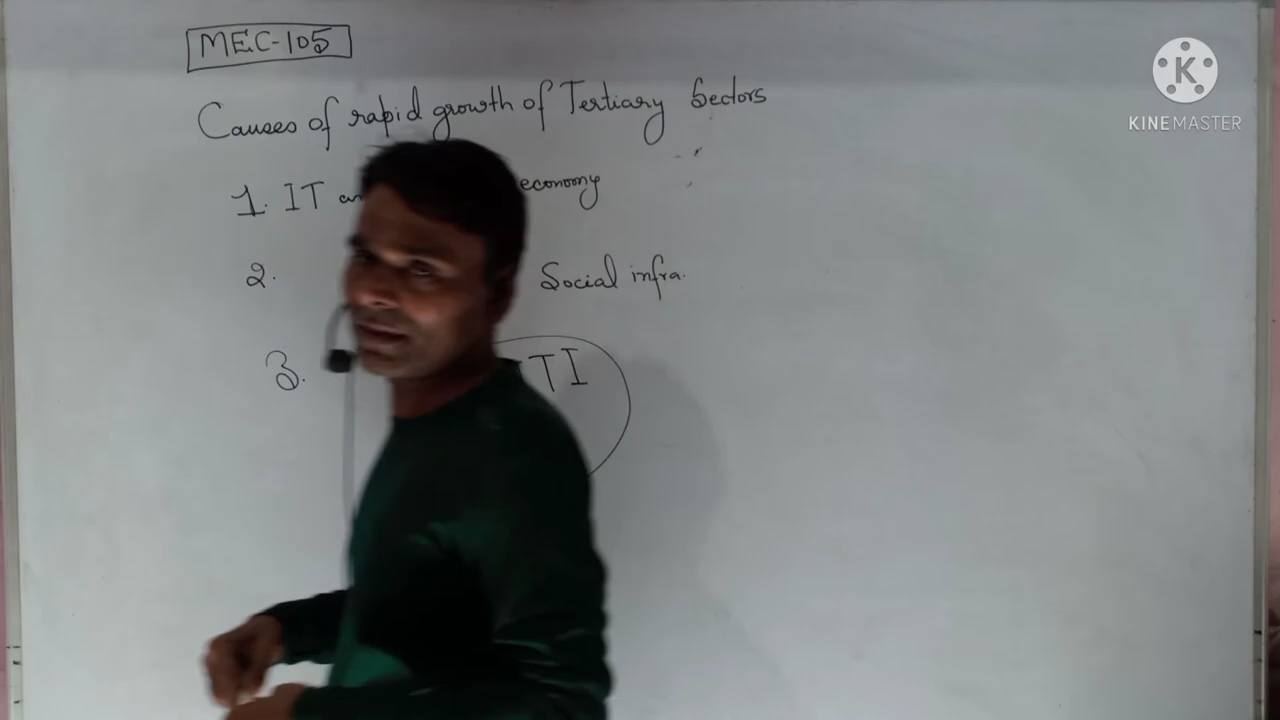 MEC-105
Causes of rapid growth of Tertiary Sectors
1. IT economy
2. Social infra.
3. TI
K
KINEMASTER